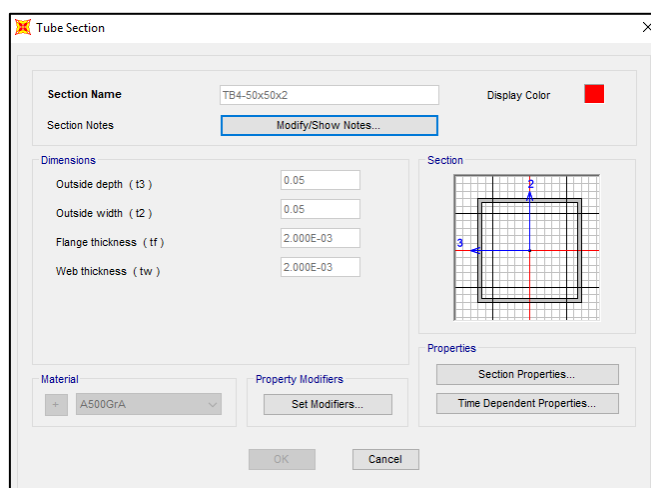 Tube Section
Section Name TB4-50x50x2 Display Color
Section Notes Modify/Show Notes...
Dimensions
Outside depth ( t3 ) 0.05
Outside width ( t2 ) 0.05
Flange thickness ( tf ) 2.000E-03
Web thickness ( tw ) 2.000E-03
Section
2
3
Material
+ A500GrA
Property Modifiers
Set Modifiers...
Properties
Section Properties...
Time Dependent Properties...
OK Cancel